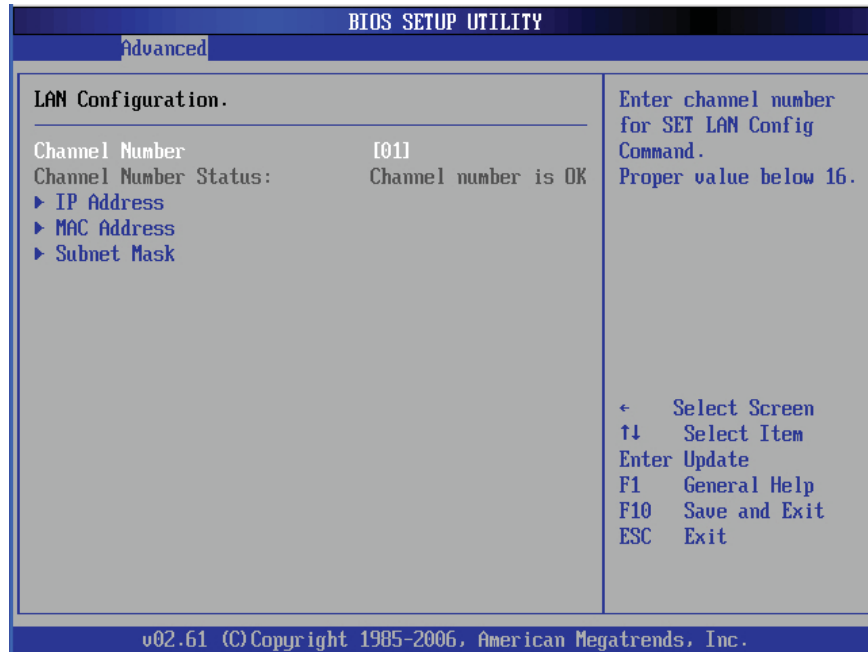 BIOS SETUP UTILITY
Advanced
LAN Configuration.
Channel Number [01]
Channel Number Status: Channel number is OK
▶ IP Address
▶ MAC Address
▶ Subnet Mask
Enter channel number
for SET LAN Config
Command.
Proper value below 16.
← Select Screen
↑↓ Select Item
Enter Update
F1 General Help
F10 Save and Exit
ESC Exit
v02.61 (C)Copyright 1985-2006, American Megatrends, Inc.